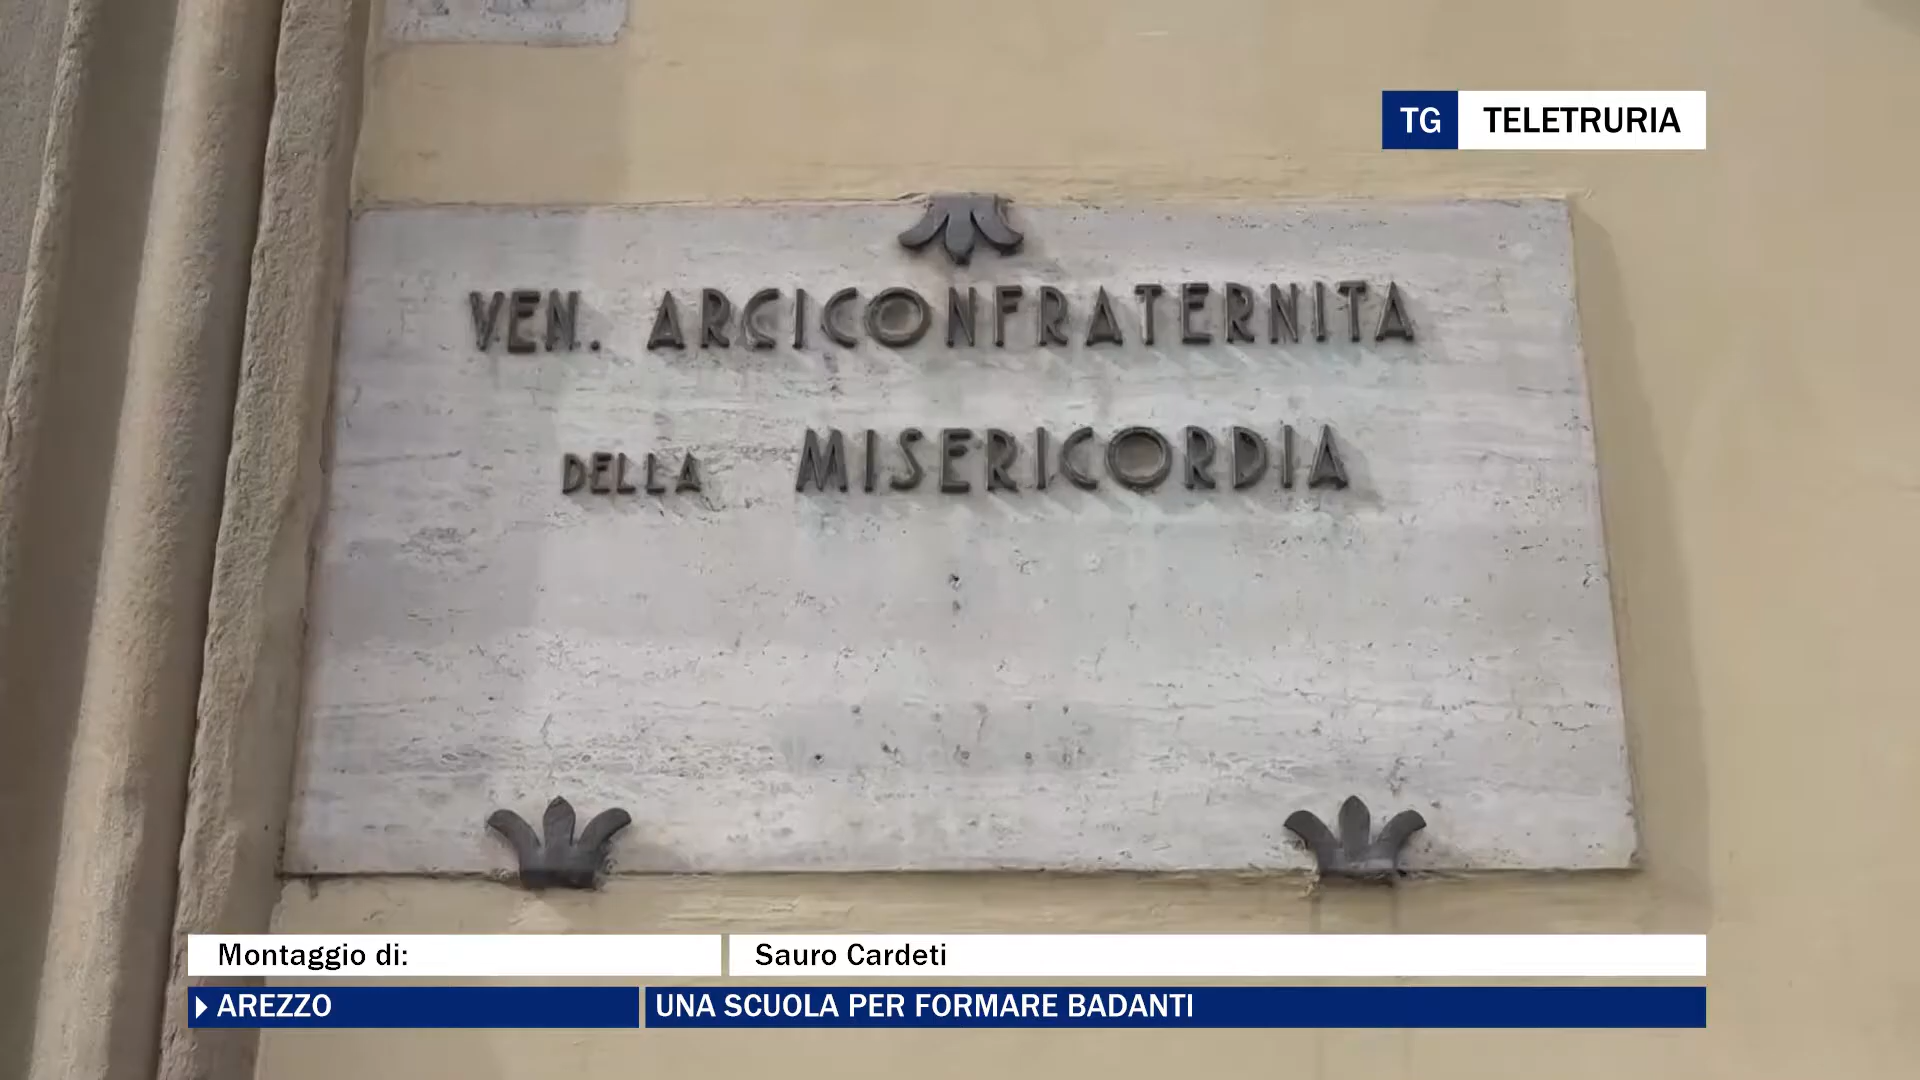 TG TELETRURIA
VEN. ARCICONFRATERNITA
DELLA MISERICORDIA
Montaggio di: Sauro Cardeti
AREZZO UNA SCUOLA PER FORMARE BADANTI